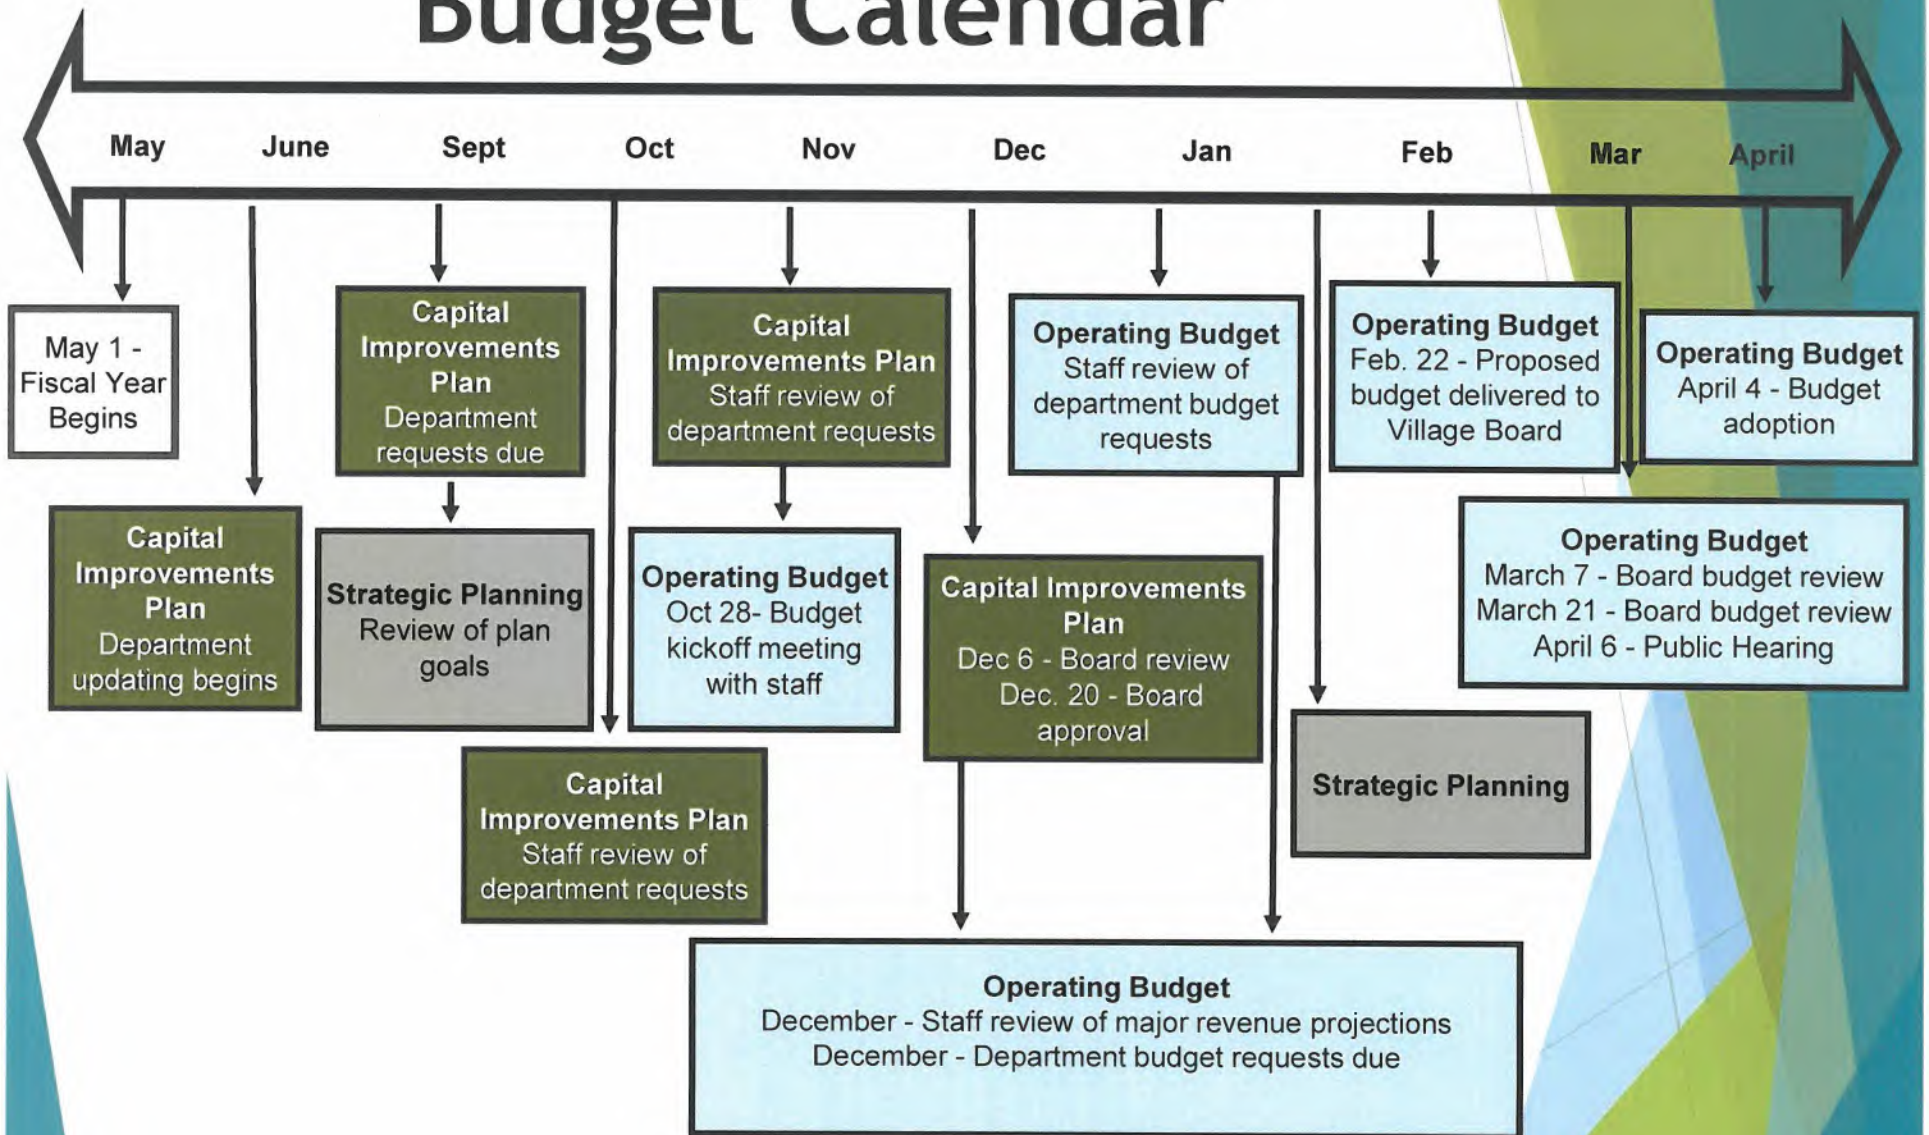 Budget Calendar
May June Sept Oct Nov Dec Jan Feb Mar April
May 1 -
Fiscal Year
Begins
Capital
Improvements
Plan
Department
updating begins
Capital
Improvements
Plan
Department
requests due
Strategic Planning
Review of plan
goals
Capital
Improvements Plan
Staff review of
department requests
Capital
Improvements Plan
Staff review of
department requests
Operating Budget
Oct 28- Budget
kickoff meeting
with staff
Capital Improvements
Plan
Dec 6 - Board review
Dec. 20 - Board
approval
Operating Budget
Staff review of
department budget
requests
Operating Budget
December - Staff review of major revenue projections
December - Department budget requests due
Strategic Planning
Operating Budget
Feb. 22 - Proposed
budget delivered to
Village Board
Operating Budget
March 7 - Board budget review
March 21 - Board budget review
April 6 - Public Hearing
Operating Budget
April 4 - Budget
adoption